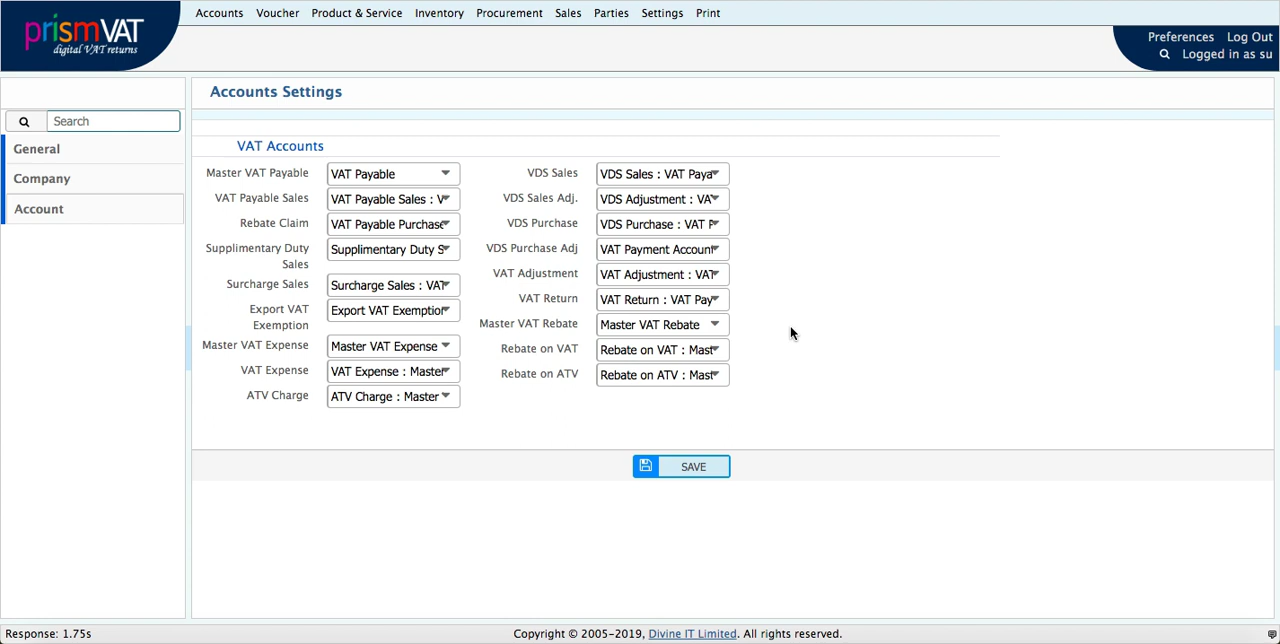 prismVAT
digital VAT returns
Accounts Voucher Product & Service Inventory Procurement Sales Parties Settings Print
Preferences Log Out
Logged in as su
Accounts Settings
Search
General
Company
Account
VAT Accounts
Master VAT Payable VAT Payable
VAT Payable Sales VAT Payable Sales : V
Rebate Claim VAT Payable Purchase
Supplimentary Duty Sales Supplimentary Duty S
Surcharge Sales Surcharge Sales : VAT
Export VAT Exemption Export VAT Exemption
Master VAT Expense Master VAT Expense
VAT Expense VAT Expense : Master
ATV Charge ATV Charge : Master
VDS Sales VDS Sales : VAT Paya
VDS Sales Adj. VDS Adjustment : VAT
VDS Purchase VDS Purchase : VAT P
VDS Purchase Adj VAT Payment Account
VAT Adjustment VAT Adjustment : VAT
VAT Return VAT Return : VAT Pay
Master VAT Rebate Master VAT Rebate
Rebate on VAT Rebate on VAT : Mast
Rebate on ATV Rebate on ATV : Mast
SAVE
Response: 1.75s
Copyright © 2005-2019, Divine IT Limited. All rights reserved.